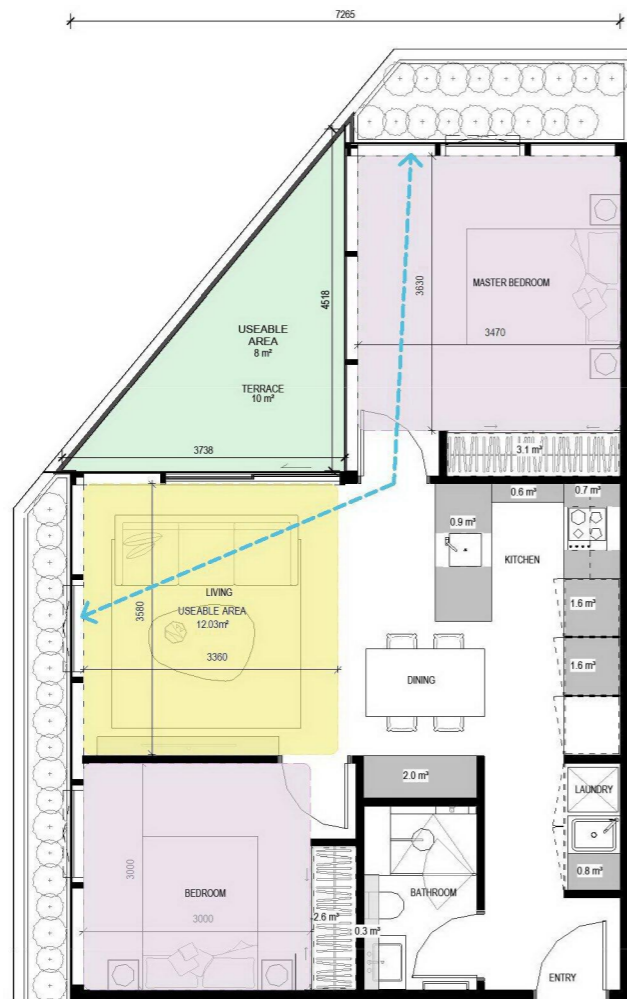 7265
USEABLE
AREA
8 m²
TERRACE
10 m²
4518
3738
MASTER BEDROOM
3630
3470
3.1 m²
0.6 m²
0.7 m²
0.9 m²
KITCHEN
LIVING
USEABLE AREA
12.03m²
3580
3360
1.6 m²
1.6 m²
DINING
2.0 m²
LAUNDRY
0.8 m²
BEDROOM
3000
3000
2.6 m²
0.3 m²
BATHROOM
ENTRY